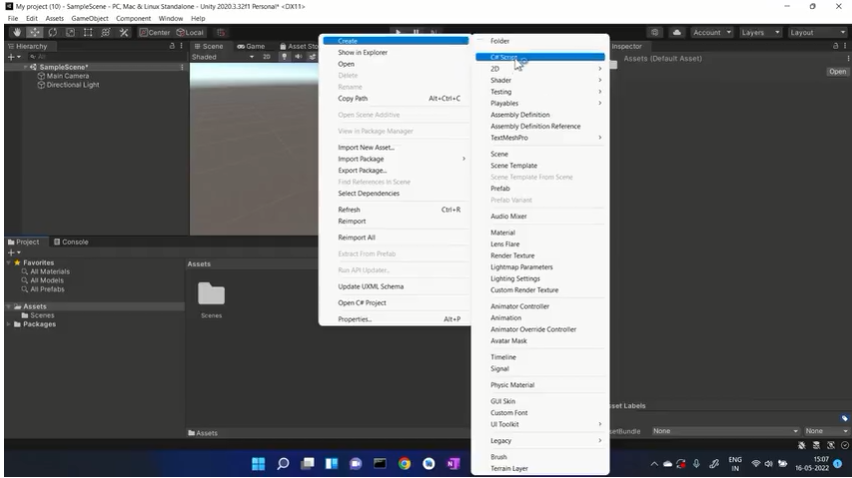 My project (10) - SampleScene - PC, Mac & Linux Standalone - Unity 2020.3.32f1 Personal* <DX11>
File Edit Assets GameObject Component Window Help
Center Local Account Layers Layout
Hierarchy
Scene Game Asset Sto
Inspector
All
Shaded 2D
SampleScene*
Main Camera
Directional Light
Assets (Default Asset)
Open
Create
Show in Explorer
Open
Delete
Rename
Copy Path Alt+Ctrl+C
Open Scene Additive
View in Package Manager
Import New Asset...
Import Package
Export Package...
Find References In Scene
Select Dependencies
Refresh Ctrl+R
Reimport
Reimport All
Extract From Prefab
Run API Updater...
Update UXML Schema
Open C# Project
Properties... Alt+P
Folder
C# Script
2D
Shader
Testing
Playables
Assembly Definition
Assembly Definition Reference
TextMeshPro
Scene
Scene Template
Scene Template From Scene
Prefab
Prefab Variant
Audio Mixer
Material
Lens Flare
Render Texture
Lightmap Parameters
Lighting Settings
Custom Render Texture
Animator Controller
Animation
Animator Override Controller
Avatar Mask
Timeline
Signal
Physic Material
GUI Skin
Custom Font
UI Toolkit
Legacy
Brush
Terrain Layer
Project Console
Favorites
All Materials
All Models
All Prefabs
Assets
Scenes
Packages
Assets
Scenes
Assets
sset Labels
ssetBundle None None
ENG
IN
15:07
16-05-2022